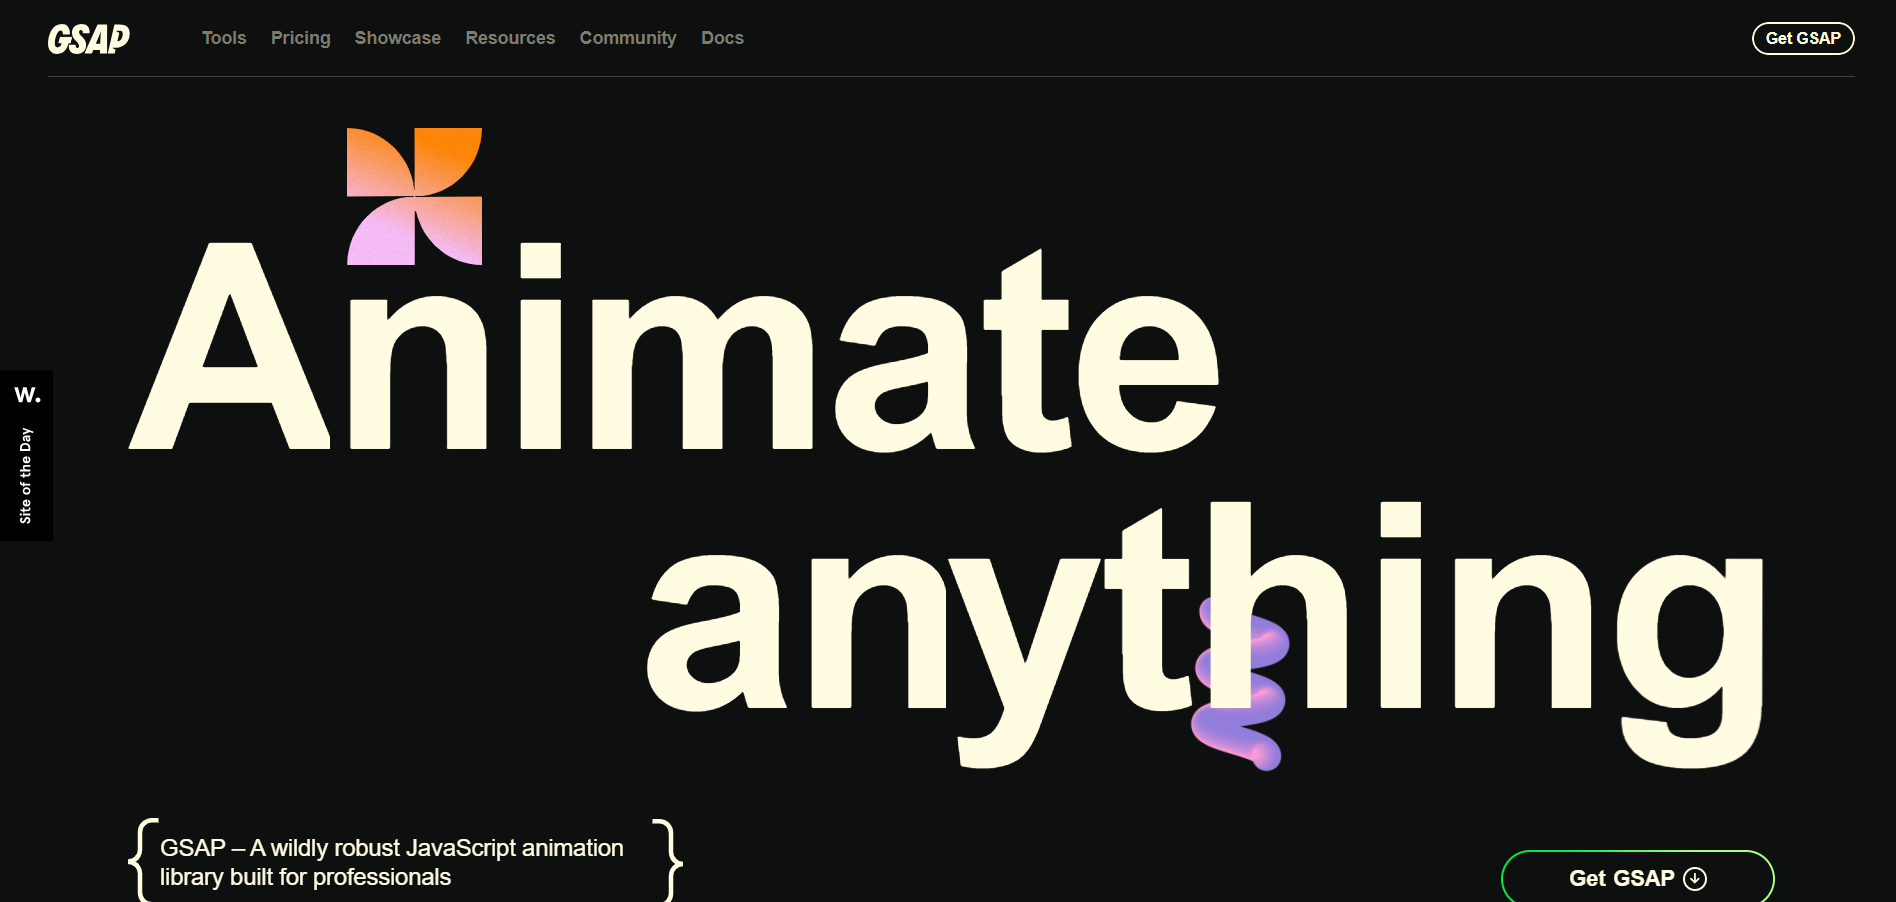 GSAP
Tools Pricing Showcase Resources Community Docs
Get GSAP
Animate
anything
W.
Site of the Day
{ GSAP – A wildly robust JavaScript animation
library built for professionals }
Get GSAP